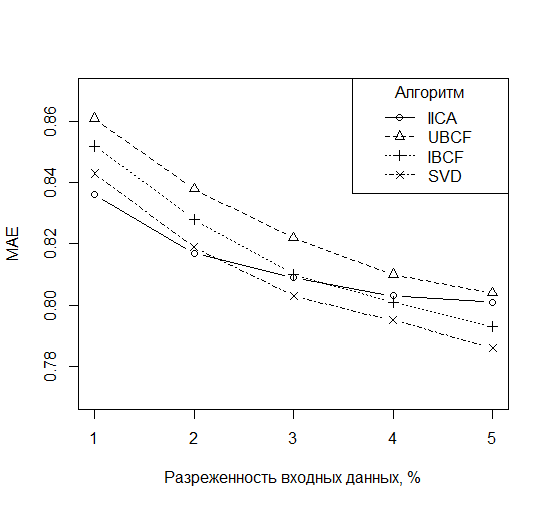 Алгоритм
IICA
UBCF
IBCF
SVD
MAE
0.86
0.84
0.82
0.80
0.78
1 2 3 4 5
Разреженность входных данных, %